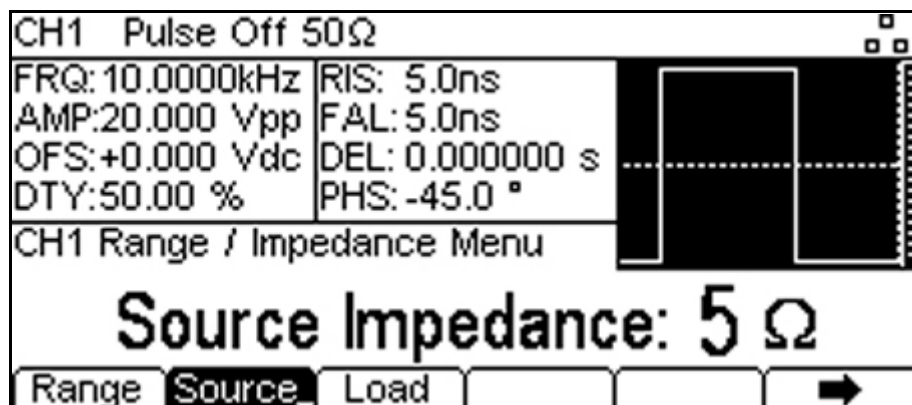 CH1 Pulse Off 50Ω
FRQ:10.0000kHz RIS: 5.0ns
AMP:20.000 Vpp FAL:5.0ns
OFS:+0.000 Vdc DEL: 0.000000 s
DTY:50.00 % PHS:-45.0 °
CH1 Range / Impedance Menu
Source Impedance: 5 Ω
Range Source Load